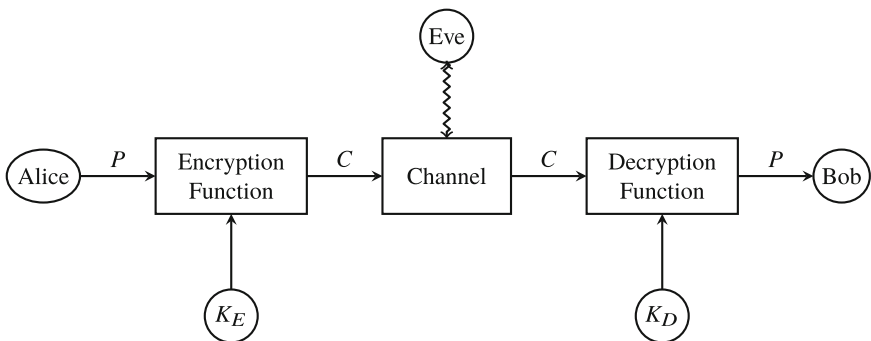 Eve
Alice
P
Encryption
Function
C
Channel
C
Decryption
Function
P
Bob
K_E
K_D